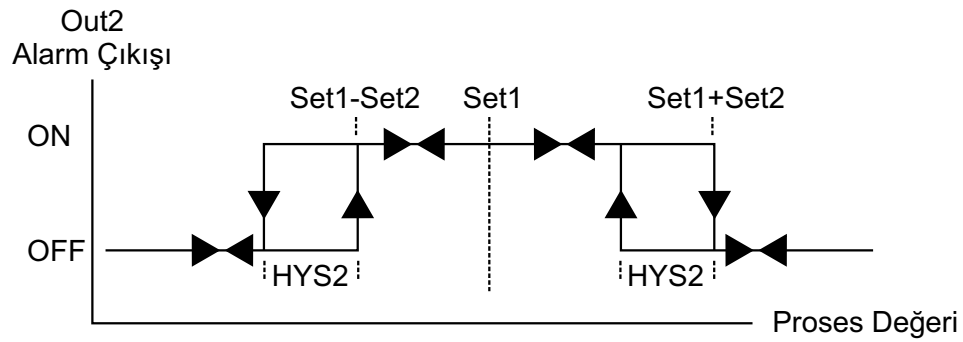 Out2
Alarm Çıkışı
Set1-Set2
Set1
Set1+Set2
ON
OFF
HYS2
HYS2
Proses Değeri